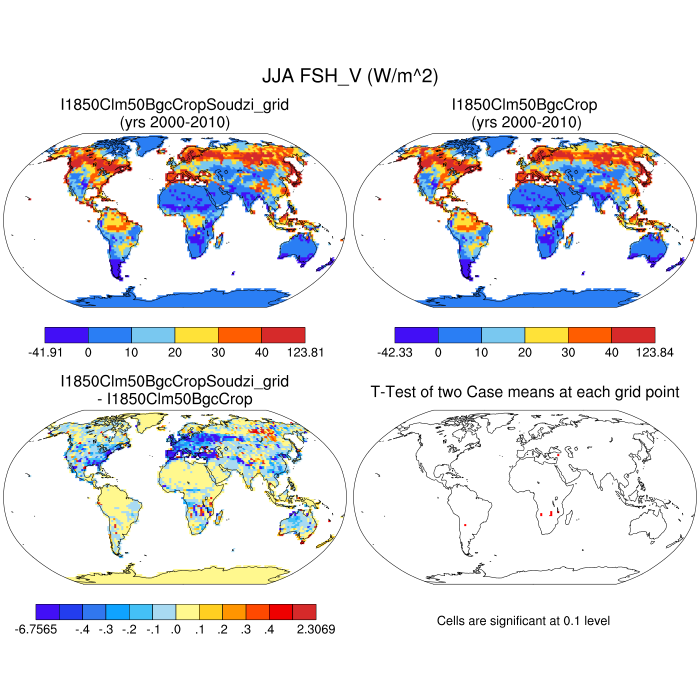 JJA FSH_V (W/m^2)
I1850Clm50BgcCropSoudzi_grid
(yrs 2000-2010)
I1850Clm50BgcCrop
(yrs 2000-2010)
-41.91 0 10 20 30 40 123.81
-42.33 0 10 20 30 40 123.84
I1850Clm50BgcCropSoudzi_grid
- I1850Clm50BgcCrop
T-Test of two Case means at each grid point
-6.7565 -.4 -.3 -.2 -.1 .0 .1 .2 .3 .4 2.3069
Cells are significant at 0.1 level